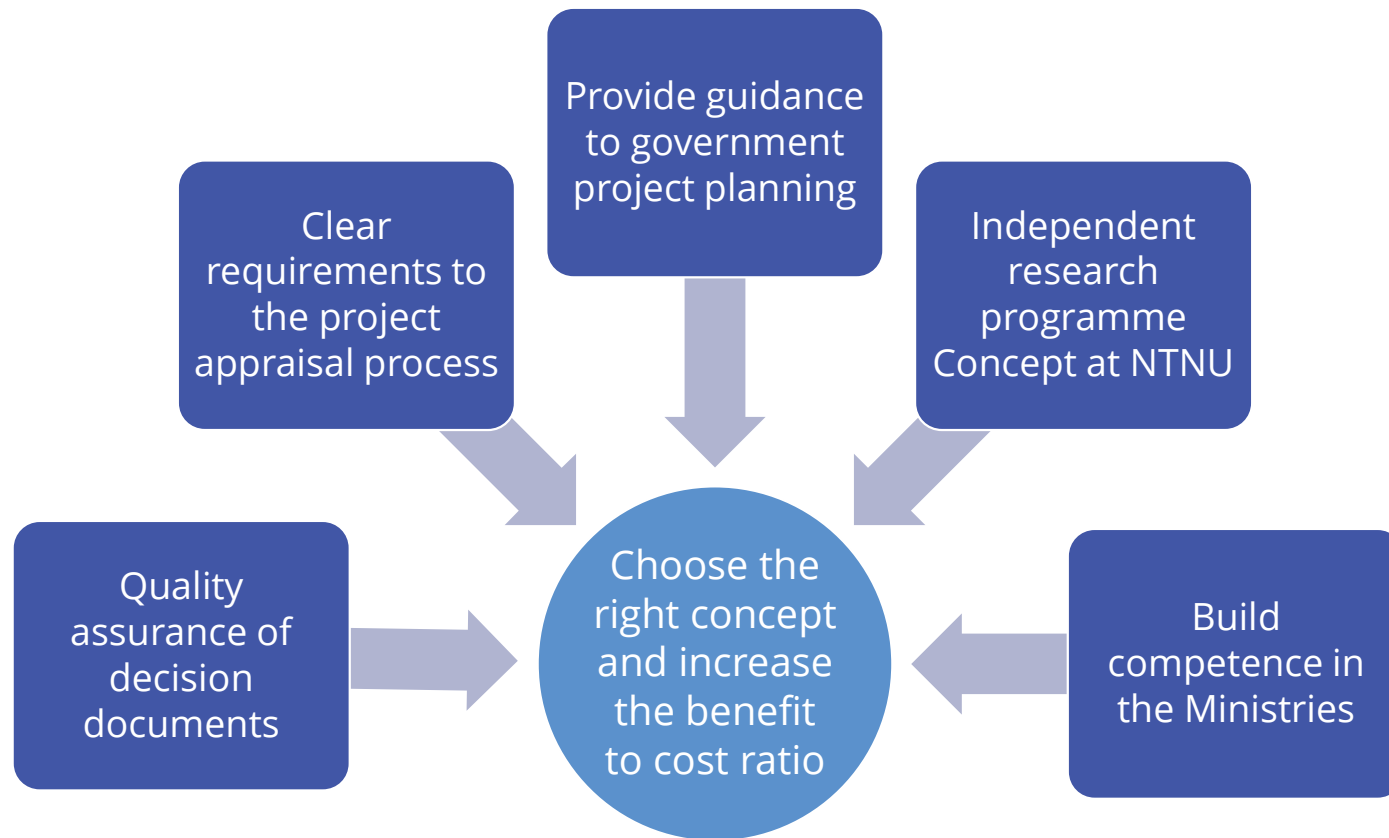 Provide guidance
to government
project planning
Clear
requirements to
the project
appraisal process
Independent
research
programme
Concept at NTNU
Quality
assurance of
decision
documents
Choose the
right concept
and increase
the benefit
to cost ratio
Build
competence in
the Ministries